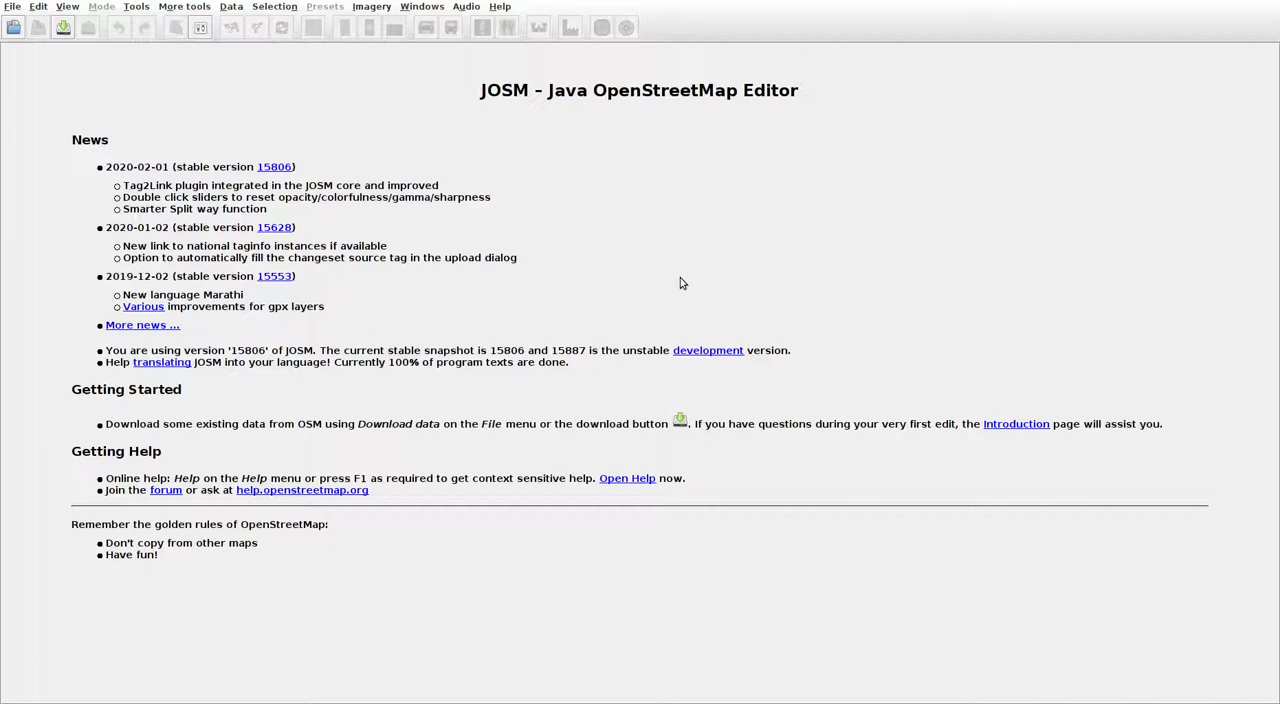 File Edit View Mode Tools More tools Data Selection Presets Imagery Windows Audio Help
JOSM – Java OpenStreetMap Editor
News
2020-02-01 (stable version 15806)
Tag2Link plugin integrated in the JOSM core and improved
Double click sliders to reset opacity/colorfulness/gamma/sharpness
Smarter Split way function
2020-01-02 (stable version 15628)
New link to national taginfo instances if available
Option to automatically fill the changeset source tag in the upload dialog
2019-12-02 (stable version 15553)
New language Marathi
Various improvements for gpx layers
More news ...
You are using version '15806' of JOSM. The current stable snapshot is 15806 and 15887 is the unstable development version.
Help translating JOSM into your language! Currently 100% of program texts are done.
Getting Started
Download some existing data from OSM using Download data on the File menu or the download button . If you have questions during your very first edit, the Introduction page will assist you.
Getting Help
Online help: Help on the Help menu or press F1 as required to get context sensitive help. Open Help now.
Join the forum or ask at help.openstreetmap.org
Remember the golden rules of OpenStreetMap:
Don't copy from other maps
Have fun!